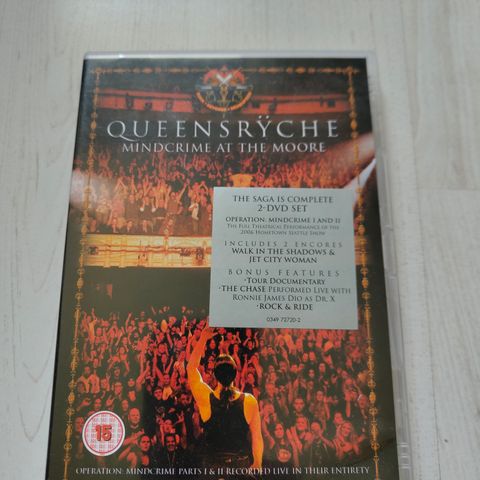 QUEENSRŸCHE
MINDCRIME AT THE MOORE
THE SAGA IS COMPLETE
2-DVD SET
OPERATION: MINDCRIME I AND II
THE FULL THEATRICAL PERFORMANCE OF THE
2006 HOMETOWN SEATTLE SHOW
INCLUDES 2 ENCORES
WALK IN THE SHADOWS &
JET CITY WOMAN
BONUS FEATURES
•TOUR DOCUMENTARY
•THE CHASE PERFORMED LIVE WITH
RONNIE JAMES DIO AS DR. X
•ROCK & RIDE
0349 72720-2
15
OPERATION: MINDCRIME PARTS I & II RECORDED LIVE IN THEIR ENTIRETY